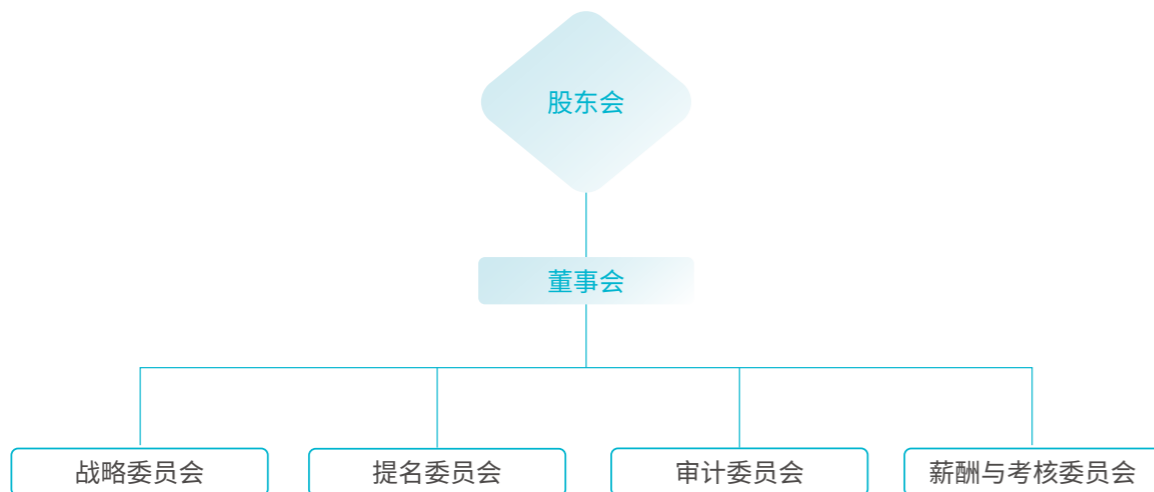 股东会
董事会
战略委员会
提名委员会
审计委员会
薪酬与考核委员会